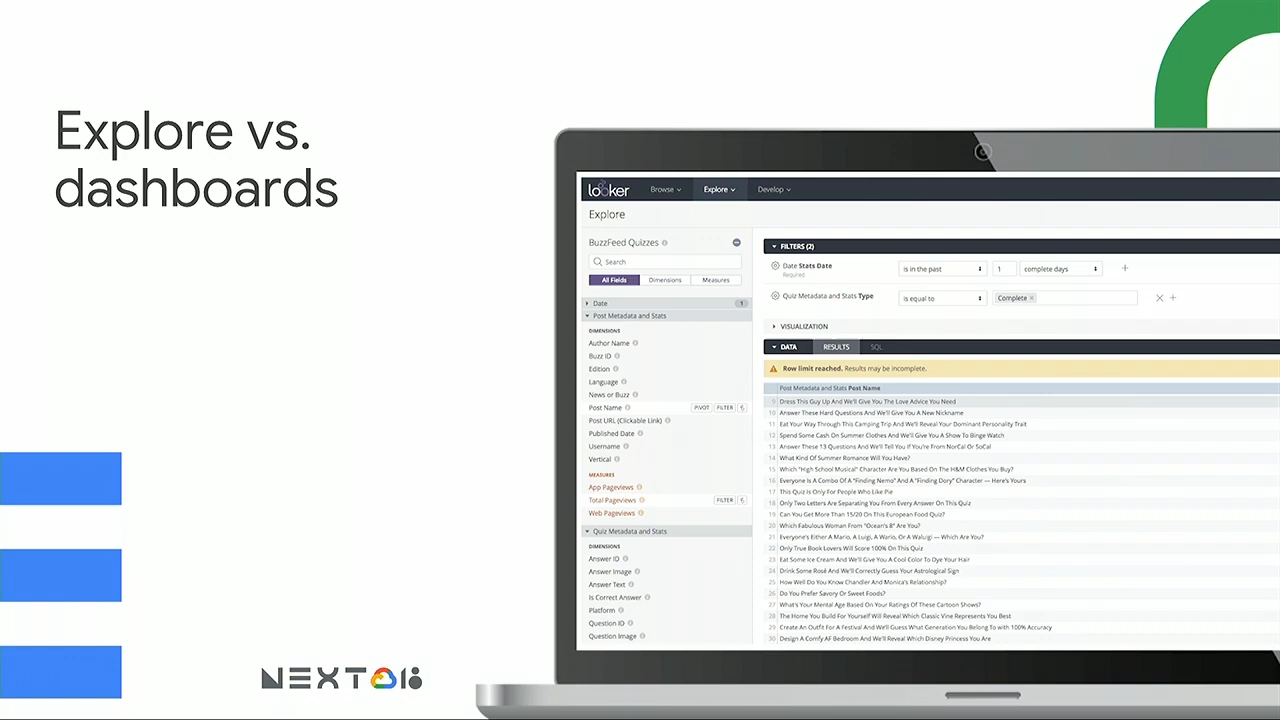 Explore vs.
dashboards
looker
Browse
Explore
Develop
Explore
BuzzFeed Quizzes
Search
All Fields
Dimensions
Measures
Date
1
Post Metadata and Stats
DIMENSIONS
Author Name
Buzz ID
Edition
Language
News or Buzz
Post Name
PIVOT
FILTER
Post URL (Clickable Link)
Published Date
Username
Vertical
MEASURES
App Pageviews
Total Pageviews
FILTER
Web Pageviews
Quiz Metadata and Stats
DIMENSIONS
Answer ID
Answer Image
Answer Text
Is Correct Answer
Platform
Question ID
Question Image
FILTERS (2)
Date Stats Date
Required
is in the past
1
complete days
Quiz Metadata and Stats Type
is equal to
Complete
VISUALIZATION
DATA
RESULTS
SQL
Row limit reached. Results may be incomplete.
Post Metadata and Stats Post Name
9 Dress This Guy Up And We'll Give You The Love Advice You Need
10 Answer These Hard Questions And We'll Give You A New Nickname
11 Eat Your Way Through This Camping Trip And We'll Reveal Your Dominant Personality Trait
12 Spend Some Cash On Summer Clothes And We'll Give You A Show To Binge Watch
13 Answer These 13 Questions And We'll Tell You If You're From NorCal Or SoCal
14 What Kind Of Summer Romance Will You Have?
15 Which "High School Musical" Character Are You Based On The H&M Clothes You Buy?
16 Everyone Is A Combo Of A "Finding Nemo" And A "Finding Dory" Character — Here's Yours
17 This Quiz Is Only For People Who Like Pie
18 Only Two Letters Are Separating You From Every Answer On This Quiz
19 Can You Get More Than 15/20 On This European Food Quiz?
20 Which Fabulous Woman From "Ocean's 8" Are You?
21 Everyone's Either A Mario, A Luigi, A Wario, Or A Waluigi — Which Are You?
22 Only True Book Lovers Will Score 100% On This Quiz
23 Eat Some Ice Cream And We'll Give You A Cool Color To Dye Your Hair
24 Drink Some Rosé And We'll Correctly Guess Your Astrological Sign
25 How Well Do You Know Chandler And Monica's Relationship?
26 Do You Prefer Savory Or Sweet Foods?
27 What's Your Mental Age Based On Your Ratings Of These Cartoon Shows?
28 The Home You Build For Yourself Will Reveal Which Classic Vine Represents You Best
29 Create An Outfit For A Festival And We'll Guess What Generation You Belong To with 100% Accuracy
30 Design A Comfy AF Bedroom And We'll Reveal Which Disney Princess You Are
NEXT 18